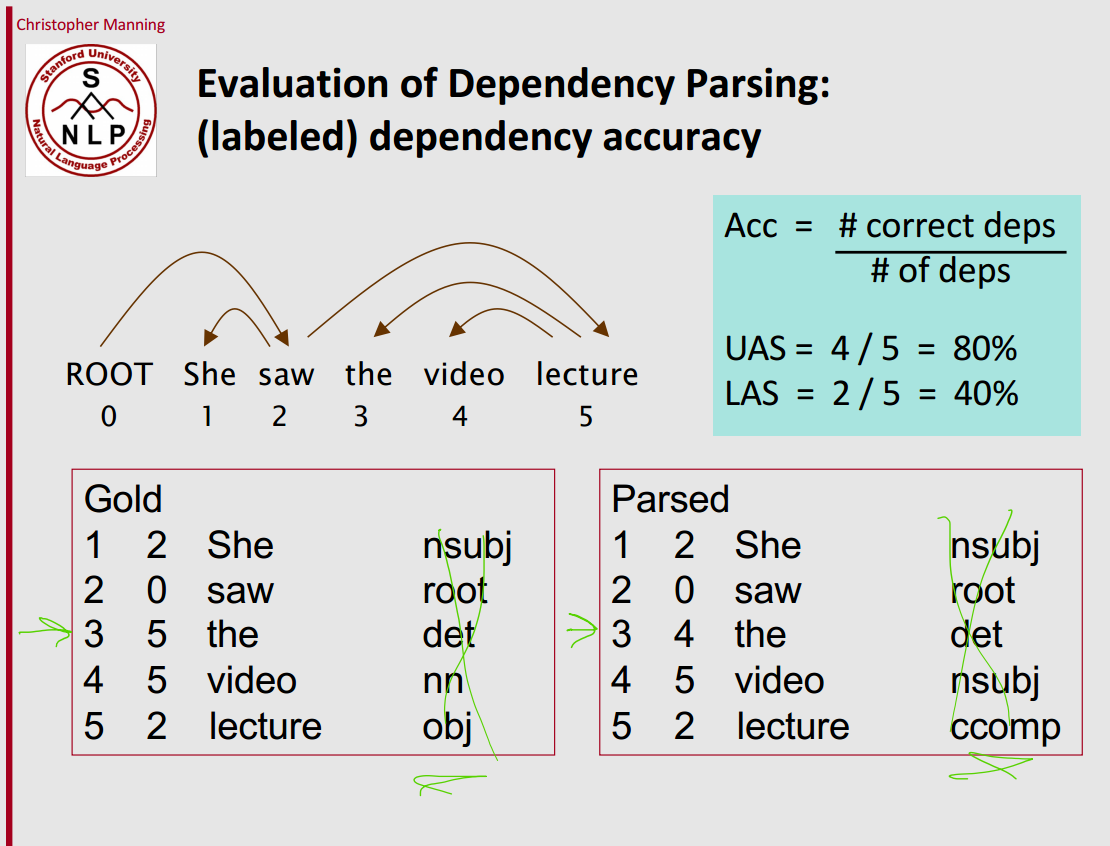 Christopher Manning
Stanford University
S
NLP
Natural Language Processing
Evaluation of Dependency Parsing:
(labeled) dependency accuracy
Acc = # correct deps
# of deps
UAS = 4 / 5 = 80%
LAS = 2 / 5 = 40%
ROOT She saw the video lecture
0 1 2 3 4 5
Gold
1 2 She nsubj
2 0 saw root
3 5 the det
4 5 video nn
5 2 lecture obj
Parsed
1 2 She nsubj
2 0 saw root
3 4 the det
4 5 video nsubj
5 2 lecture ccomp